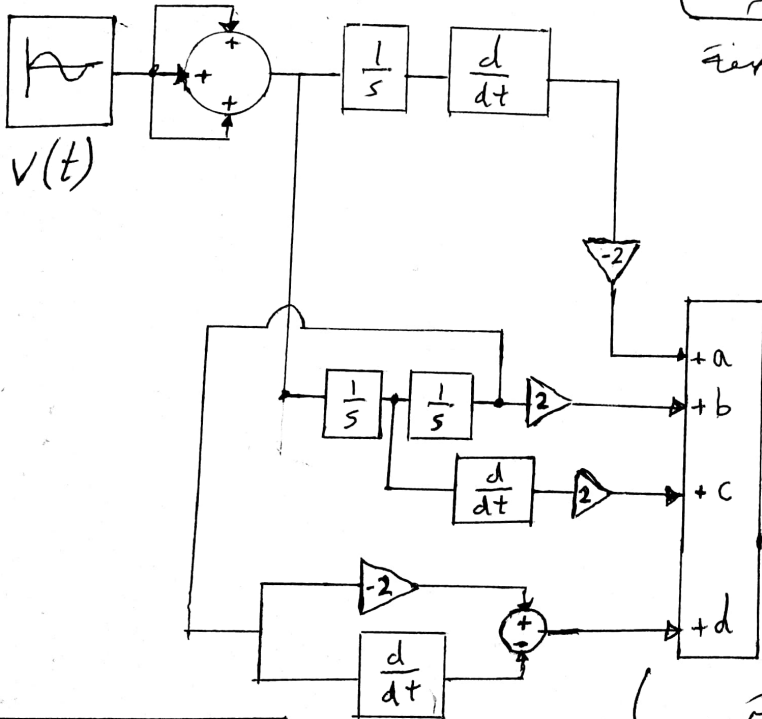 +
+
+
1
s
d
dt
v(t)
-2
+ a
1
s
1
s
2
+ b
d
dt
2
+ c
-2
+
-
+ d
d
dt